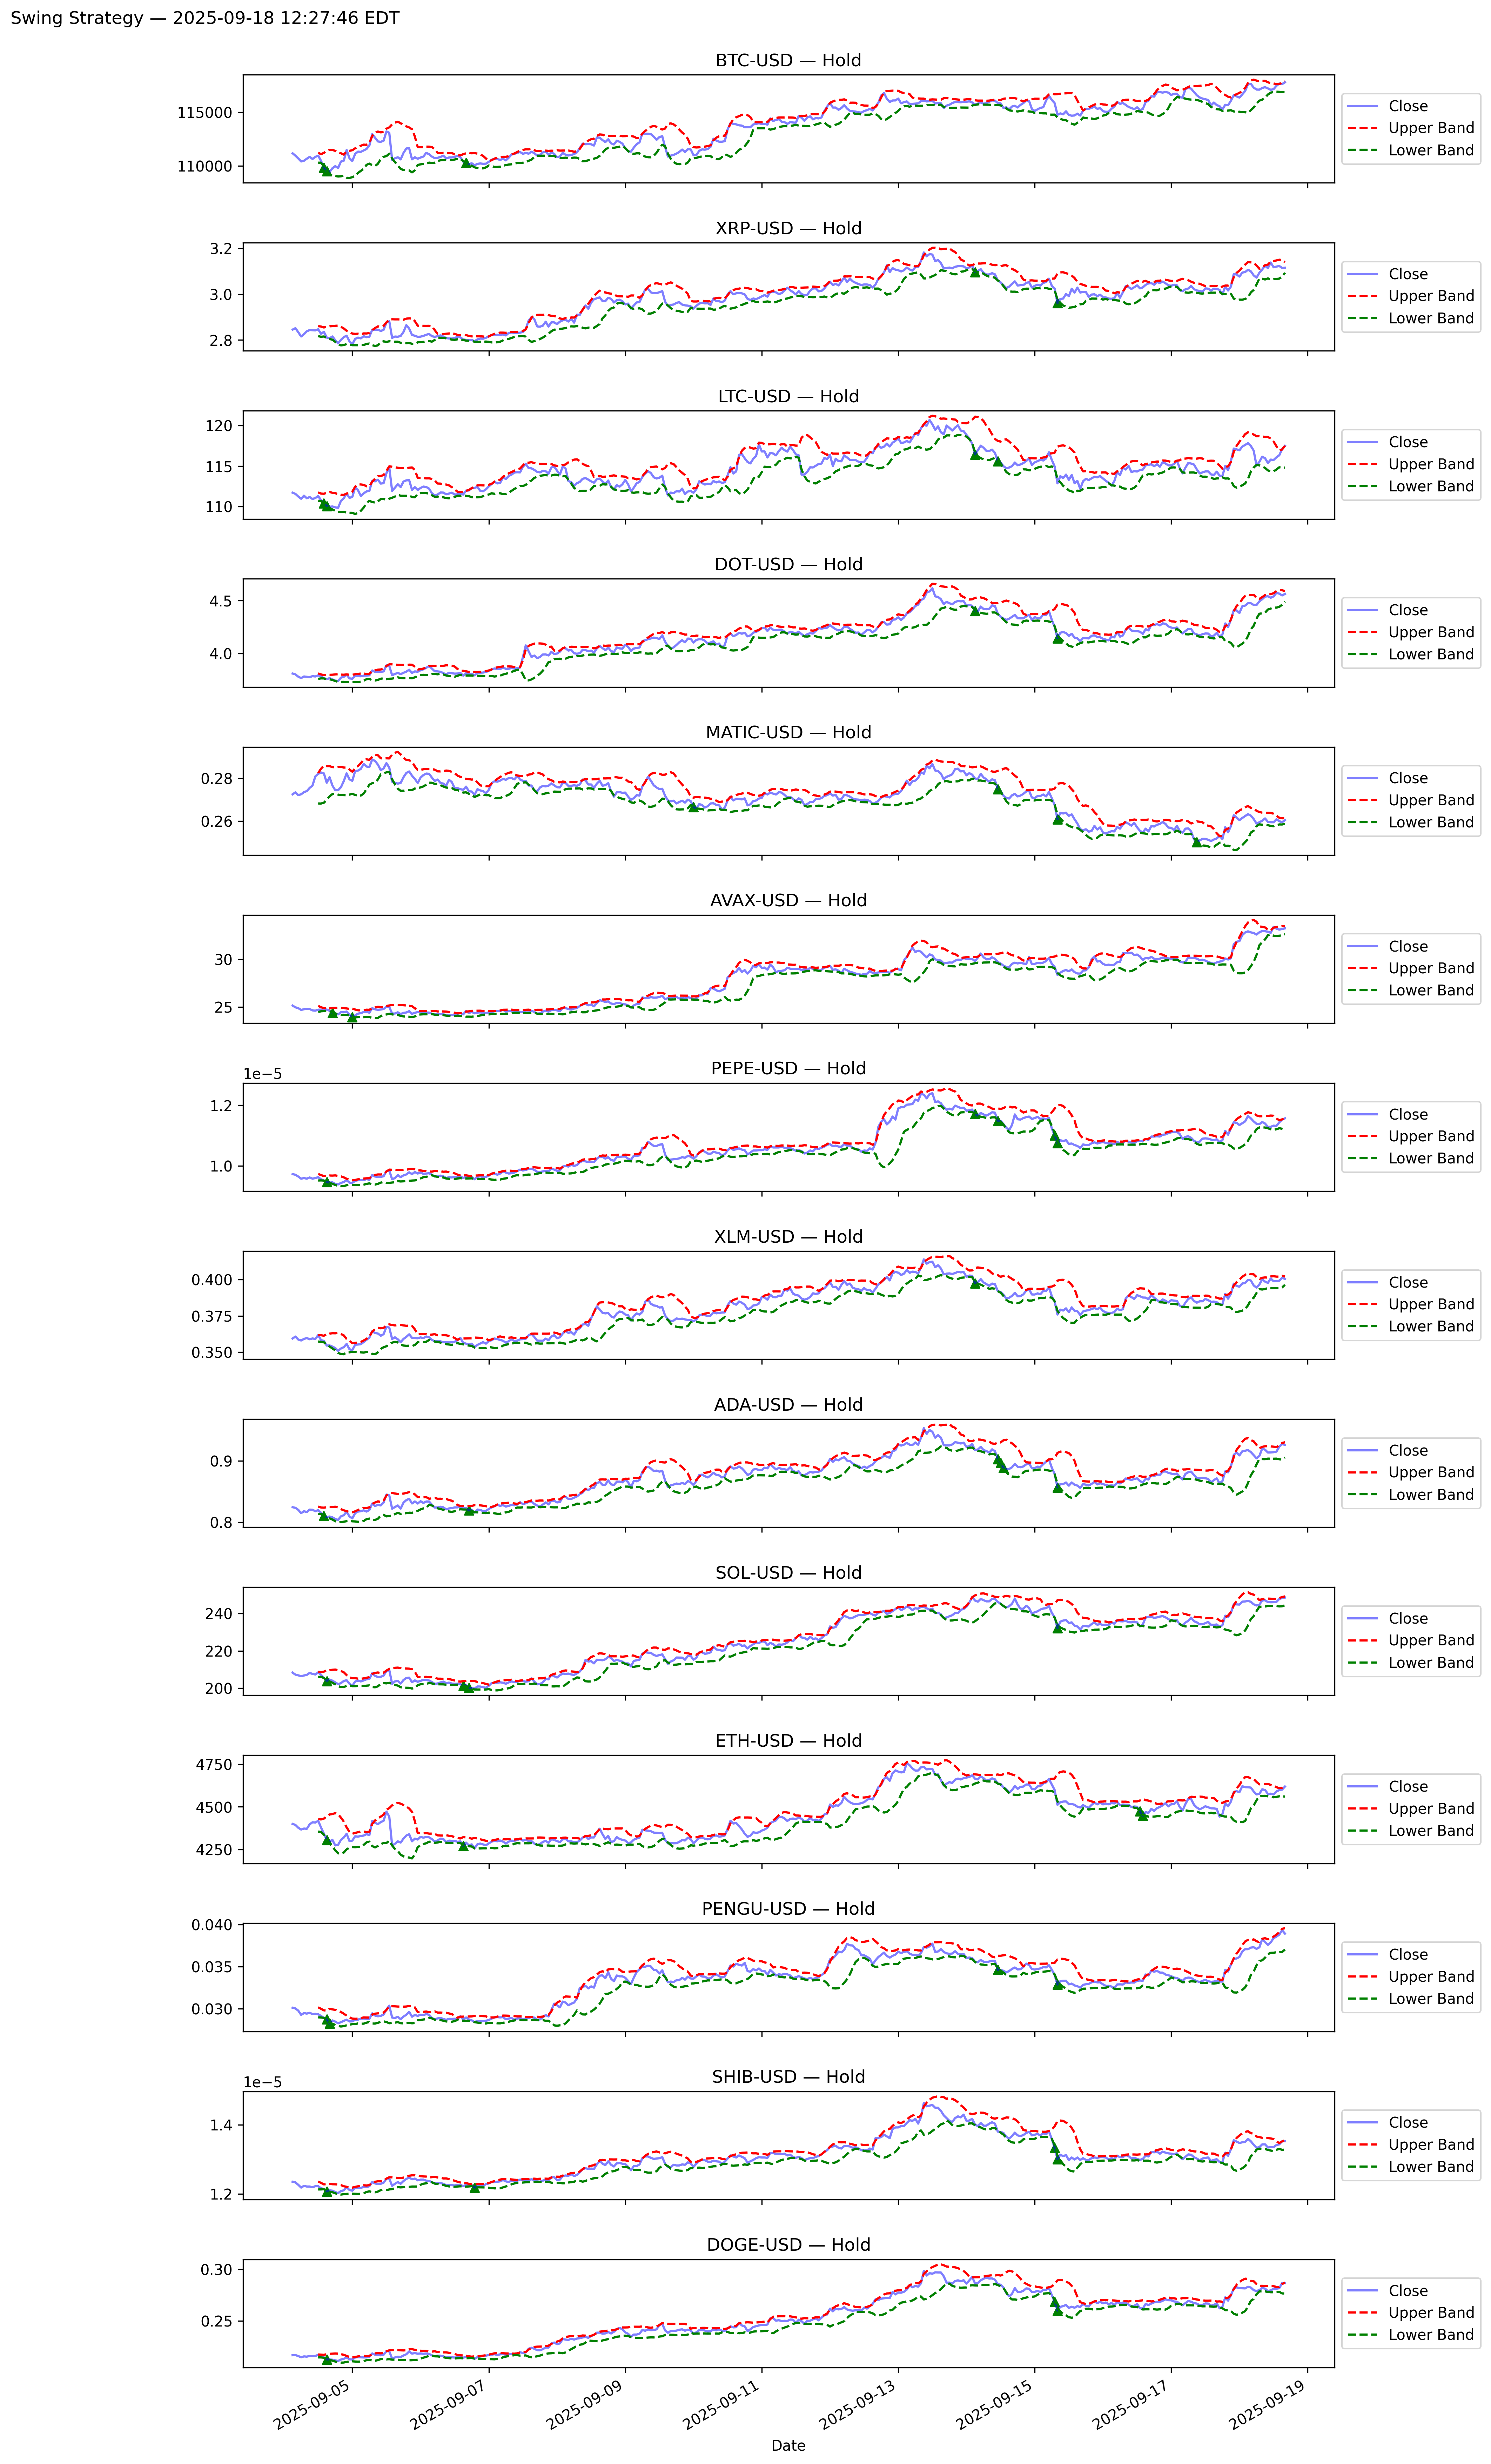 Swing Strategy — 2025-09-18 12:27:46 EDT
BTC-USD — Hold
115000
110000
Close
Upper Band
Lower Band
XRP-USD — Hold
3.2
3.0
2.8
Close
Upper Band
Lower Band
LTC-USD — Hold
120
115
110
Close
Upper Band
Lower Band
DOT-USD — Hold
4.5
4.0
Close
Upper Band
Lower Band
MATIC-USD — Hold
0.28
0.26
Close
Upper Band
Lower Band
AVAX-USD — Hold
30
25
Close
Upper Band
Lower Band
PEPE-USD — Hold
1e−5
1.2
1.0
Close
Upper Band
Lower Band
XLM-USD — Hold
0.400
0.375
0.350
Close
Upper Band
Lower Band
ADA-USD — Hold
0.9
0.8
Close
Upper Band
Lower Band
SOL-USD — Hold
240
220
200
Close
Upper Band
Lower Band
ETH-USD — Hold
4750
4500
4250
Close
Upper Band
Lower Band
PENGU-USD — Hold
0.040
0.035
0.030
Close
Upper Band
Lower Band
SHIB-USD — Hold
1e−5
1.4
1.2
Close
Upper Band
Lower Band
DOGE-USD — Hold
0.30
0.25
Close
Upper Band
Lower Band
2025-09-05
2025-09-07
2025-09-09
2025-09-11
2025-09-13
2025-09-15
2025-09-17
2025-09-19
Date